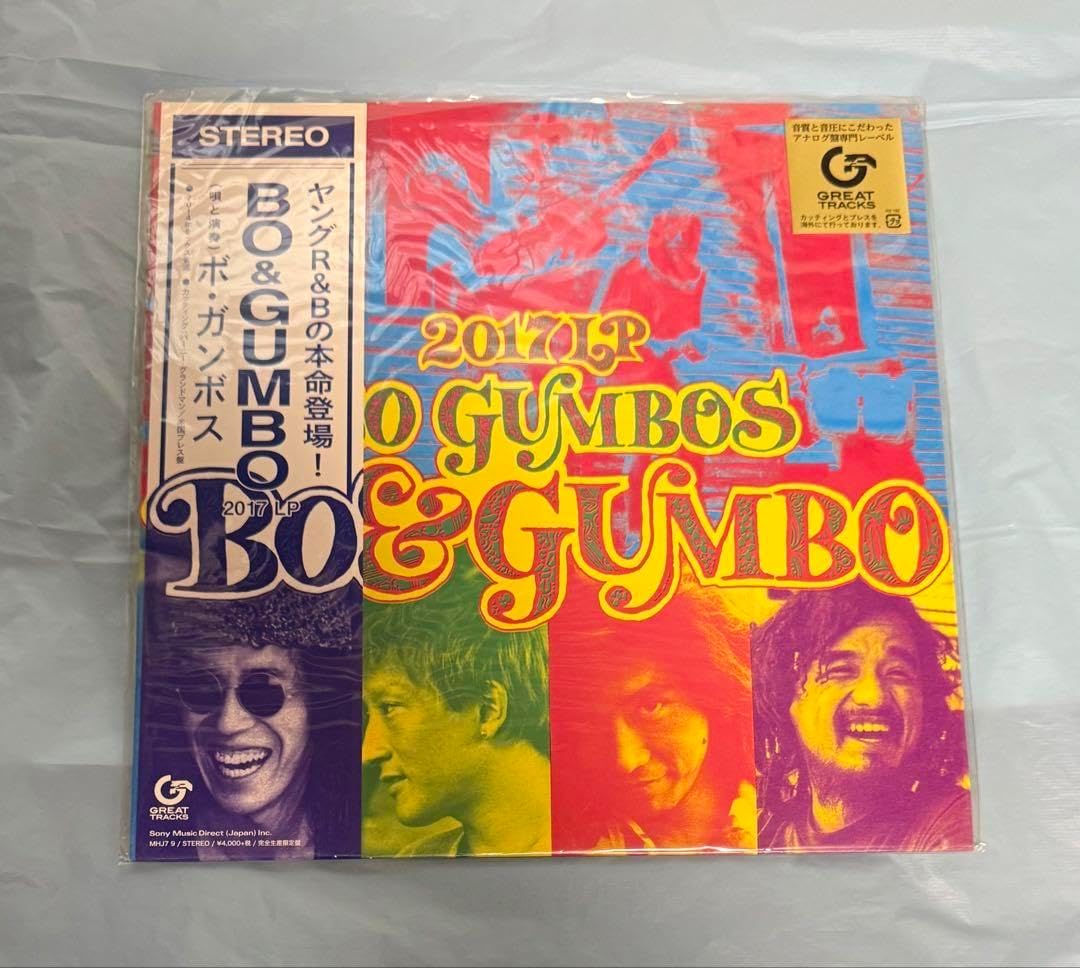 STEREO
ヤングR&Bの本命登場!
BO&GUMBO
2017 LP
(唄と演奏)ボ・ガンボス
音質と音圧にこだわった
アナログ盤専門レーベル
GREAT
TRACKS
カッティングとプレスを
海外にて行っております。
2017 LP
O GUMBOS
BO & GUMBO
GREAT
TRACKS
Sony Music Direct (Japan) Inc.
MHJ7 9 / STEREO / ¥4,000+税 / 完全生産限定盤